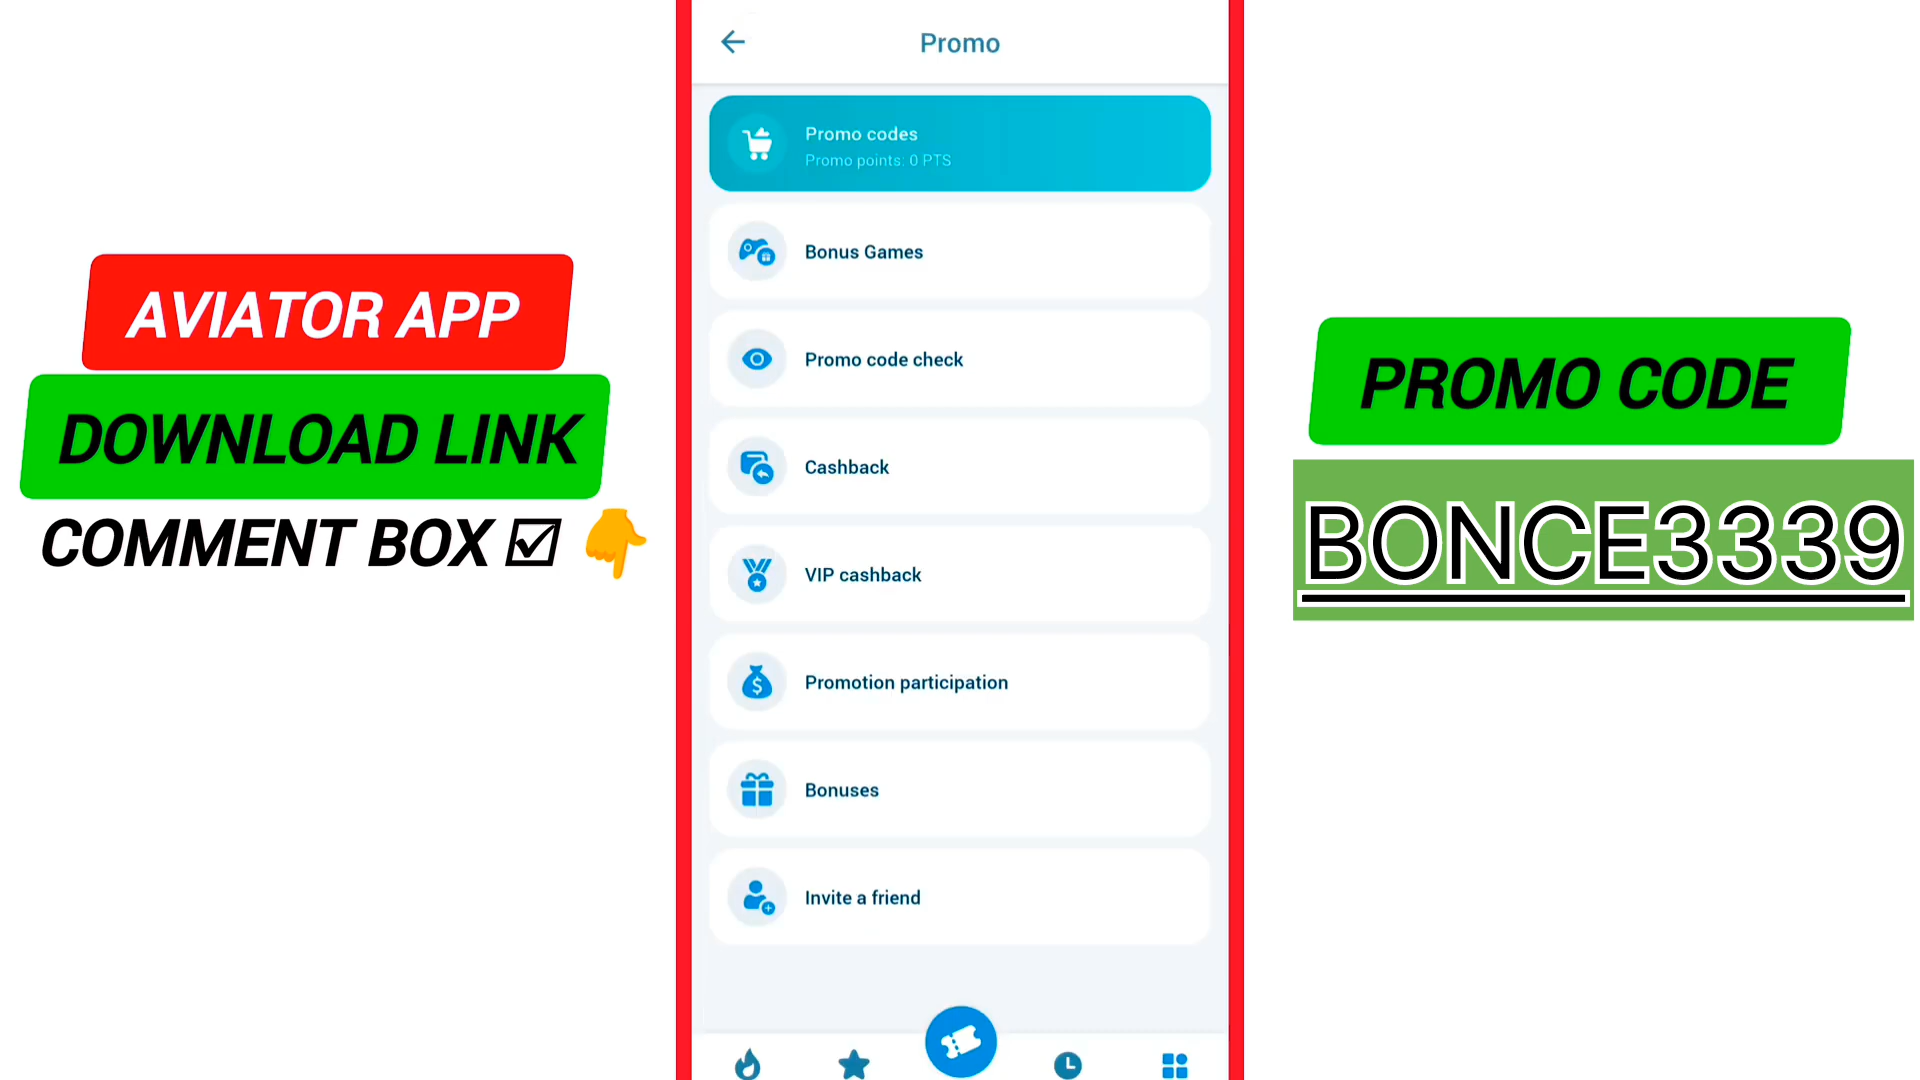 AVIATOR APP
DOWNLOAD LINK
COMMENT BOX ☑ 👇
Promo
Promo codes
Promo points: 0 PTS
Bonus Games
Promo code check
Cashback
VIP cashback
Promotion participation
Bonuses
Invite a friend
PROMO CODE
BONCE3339